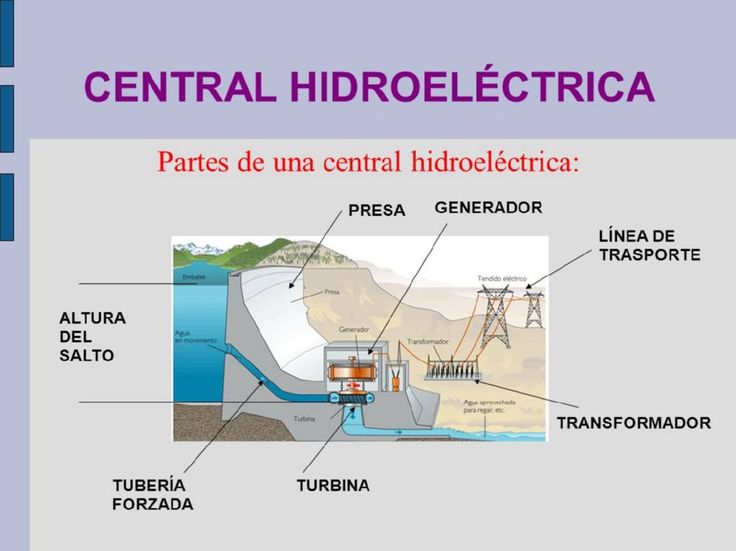 CENTRAL HIDROELÉCTRICA
Partes de una central hidroeléctrica:
PRESA
GENERADOR
LÍNEA DE
TRASPORTE
Embalse
Presa
Tendido eléctrico
ALTURA
DEL
SALTO
Agua
en movimiento
Generador
Transformador
Turbina
Agua aprovechada
para regar, etc.
TRANSFORMADOR
TUBERÍA
FORZADA
TURBINA